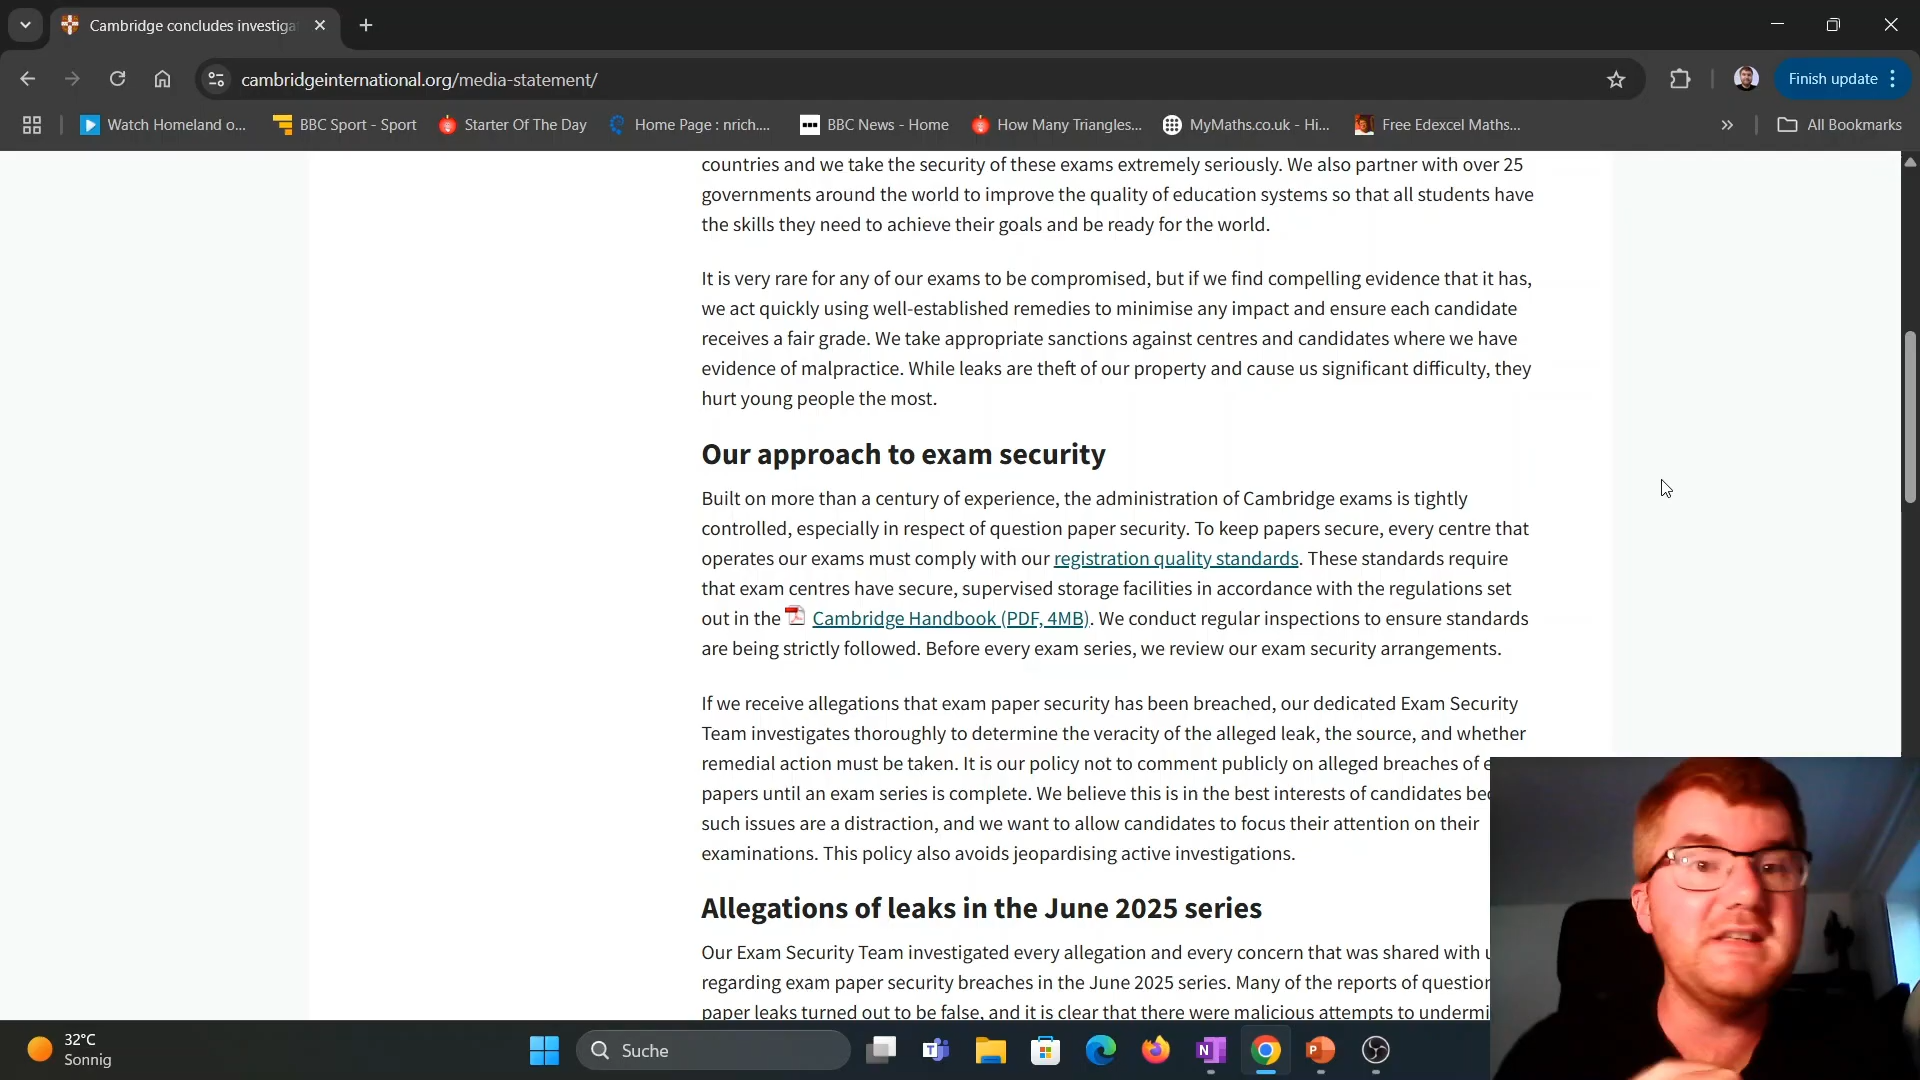 Cambridge concludes investiga
cambridgeinternational.org/media-statement/
Finish update
Watch Homeland o...
BBC Sport - Sport
Starter Of The Day
Home Page : nrich....
BBC News - Home
How Many Triangles...
MyMaths.co.uk - Hi...
Free Edexcel Maths...
»
All Bookmarks
countries and we take the security of these exams extremely seriously. We also partner with over 25
governments around the world to improve the quality of education systems so that all students have
the skills they need to achieve their goals and be ready for the world.
It is very rare for any of our exams to be compromised, but if we find compelling evidence that it has,
we act quickly using well-established remedies to minimise any impact and ensure each candidate
receives a fair grade. We take appropriate sanctions against centres and candidates where we have
evidence of malpractice. While leaks are theft of our property and cause us significant difficulty, they
hurt young people the most.
Our approach to exam security
Built on more than a century of experience, the administration of Cambridge exams is tightly
controlled, especially in respect of question paper security. To keep papers secure, every centre that
operates our exams must comply with our registration quality standards. These standards require
that exam centres have secure, supervised storage facilities in accordance with the regulations set
out in the Cambridge Handbook (PDF, 4MB). We conduct regular inspections to ensure standards
are being strictly followed. Before every exam series, we review our exam security arrangements.
If we receive allegations that exam paper security has been breached, our dedicated Exam Security
Team investigates thoroughly to determine the veracity of the alleged leak, the source, and whether
remedial action must be taken. It is our policy not to comment publicly on alleged breaches of
papers until an exam series is complete. We believe this is in the best interests of candidates be
such issues are a distraction, and we want to allow candidates to focus their attention on their
examinations. This policy also avoids jeopardising active investigations.
Allegations of leaks in the June 2025 series
Our Exam Security Team investigated every allegation and every concern that was shared with
regarding exam paper security breaches in the June 2025 series. Many of the reports of question
paper leaks turned out to be false, and it is clear that there were malicious attempts to undermi
32°C
Sonnig
Suche